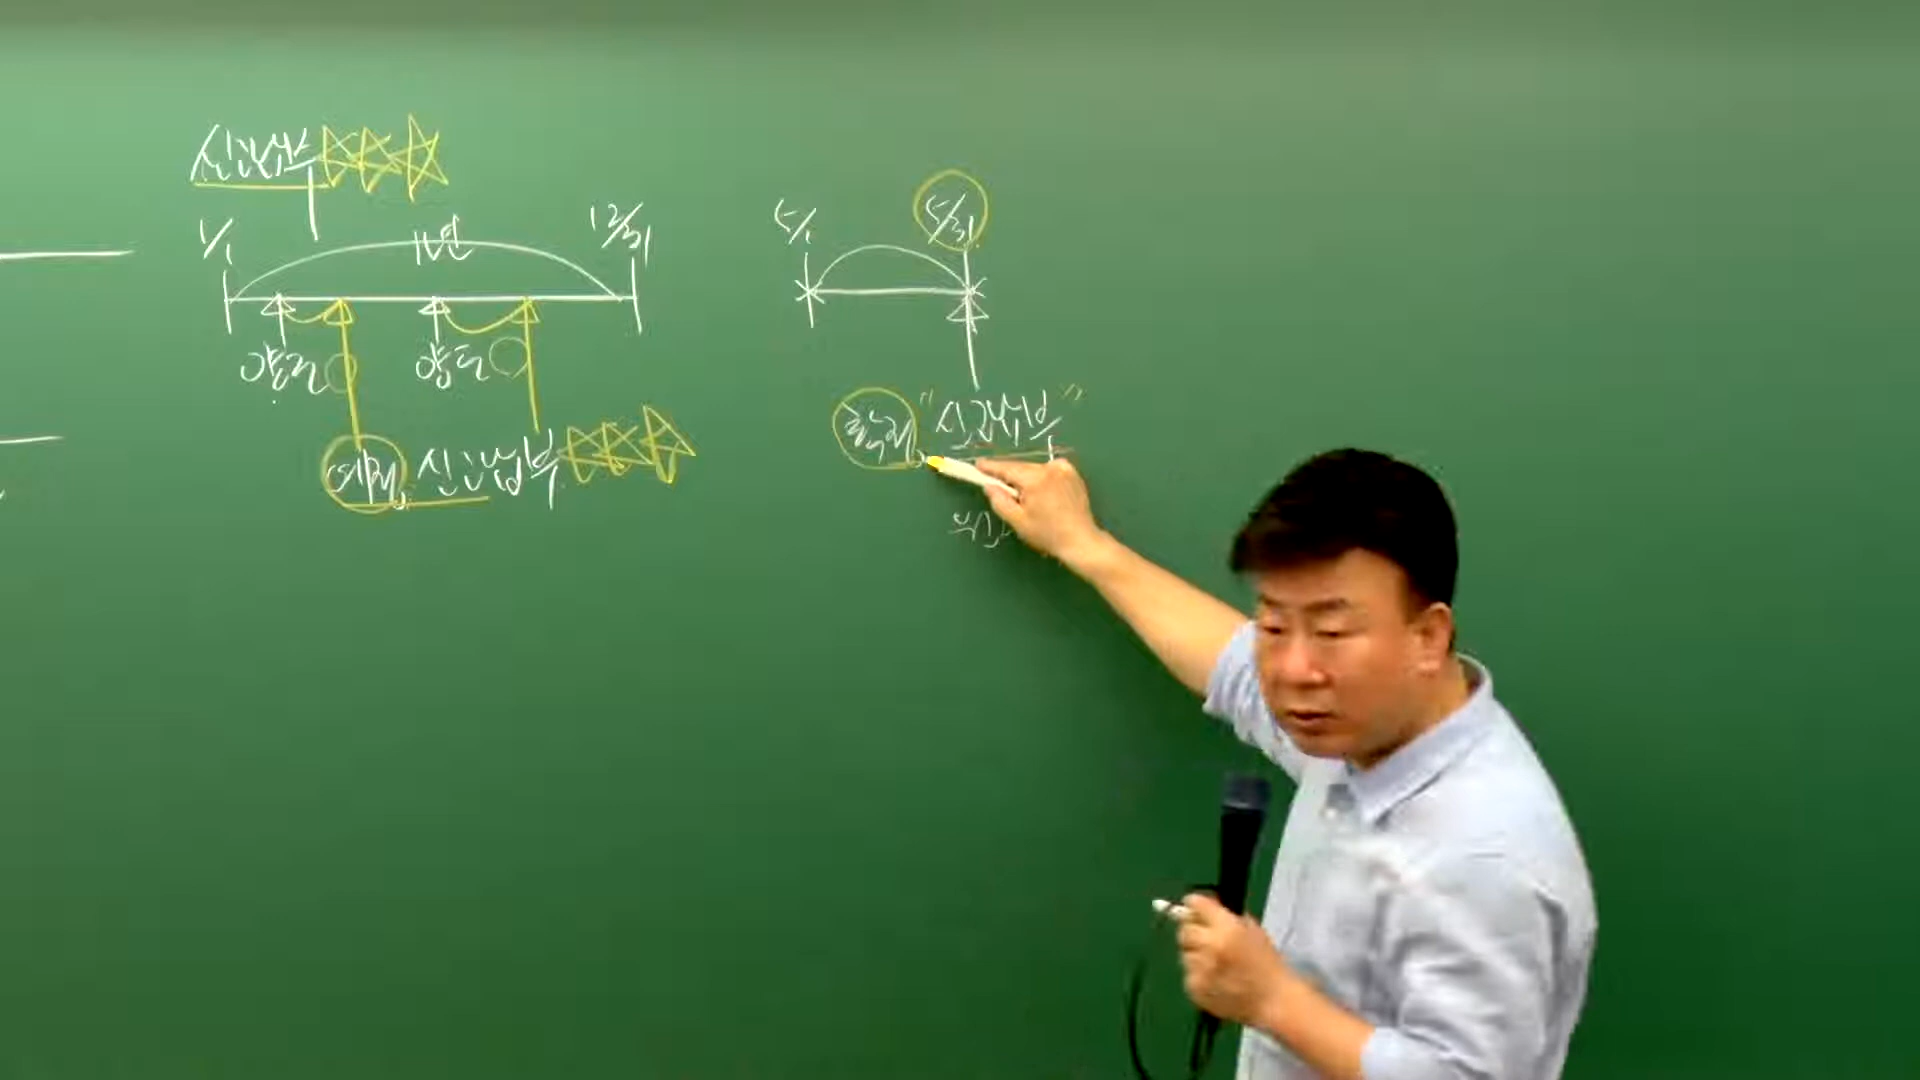 신고납부
1/1 1년 12/31
양도 양도
예정 신고납부
5/1 5/31
확정 "신고납부"